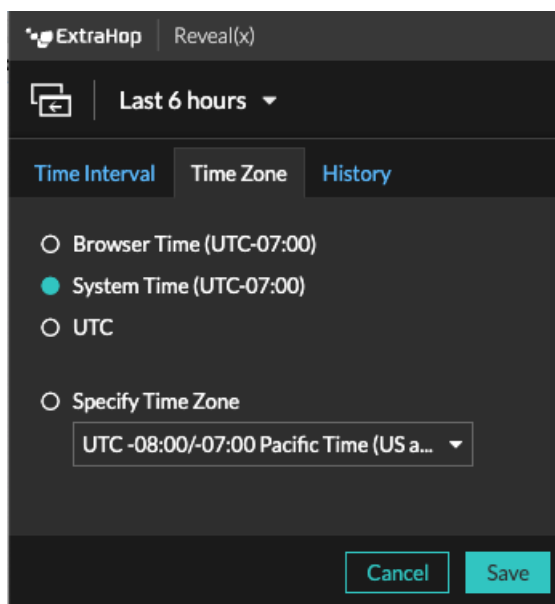 ExtraHop Reveal(x)
Last 6 hours
Time Interval Time Zone History
Browser Time (UTC-07:00)
System Time (UTC-07:00)
UTC
Specify Time Zone
UTC -08:00/-07:00 Pacific Time (US a...
Cancel Save